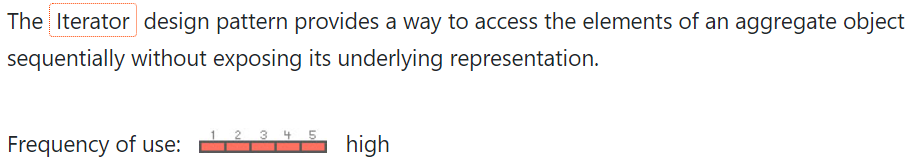 The Iterator design pattern provides a way to access the elements of an aggregate object
sequentially without exposing its underlying representation.
Frequency of use: 1 2 3 4 5 high